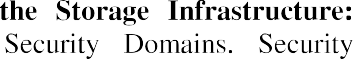 the Storage Infrastructure:
Security Domains. Security